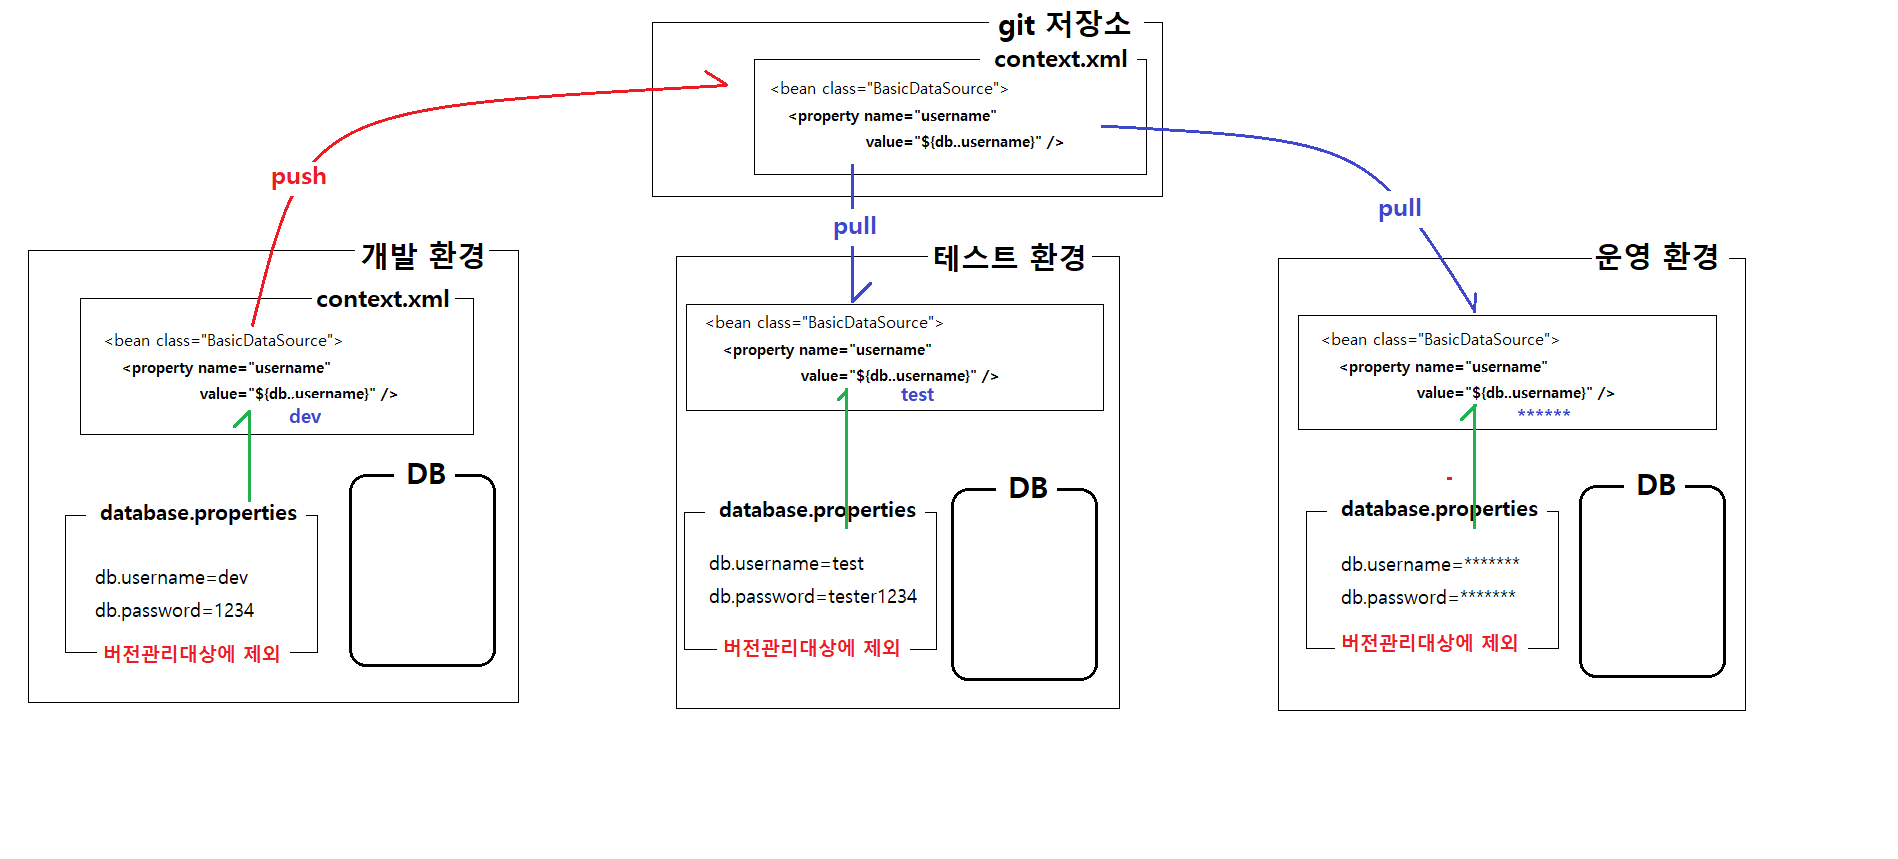 git 저장소
context.xml
<bean class="BasicDataSource">
<property name="username"
value="${db..username}" />
push
pull
pull
개발 환경
context.xml
<bean class="BasicDataSource">
<property name="username"
value="${db..username}" />
dev
DB
database.properties
db.username=dev
db.password=1234
버전관리대상에 제외
테스트 환경
<bean class="BasicDataSource">
<property name="username"
value="${db..username}" />
test
DB
database.properties
db.username=test
db.password=tester1234
버전관리대상에 제외
운영 환경
<bean class="BasicDataSource">
<property name="username"
value="${db..username}" />
******
DB
database.properties
db.username=*******
db.password=*******
버전관리대상에 제외